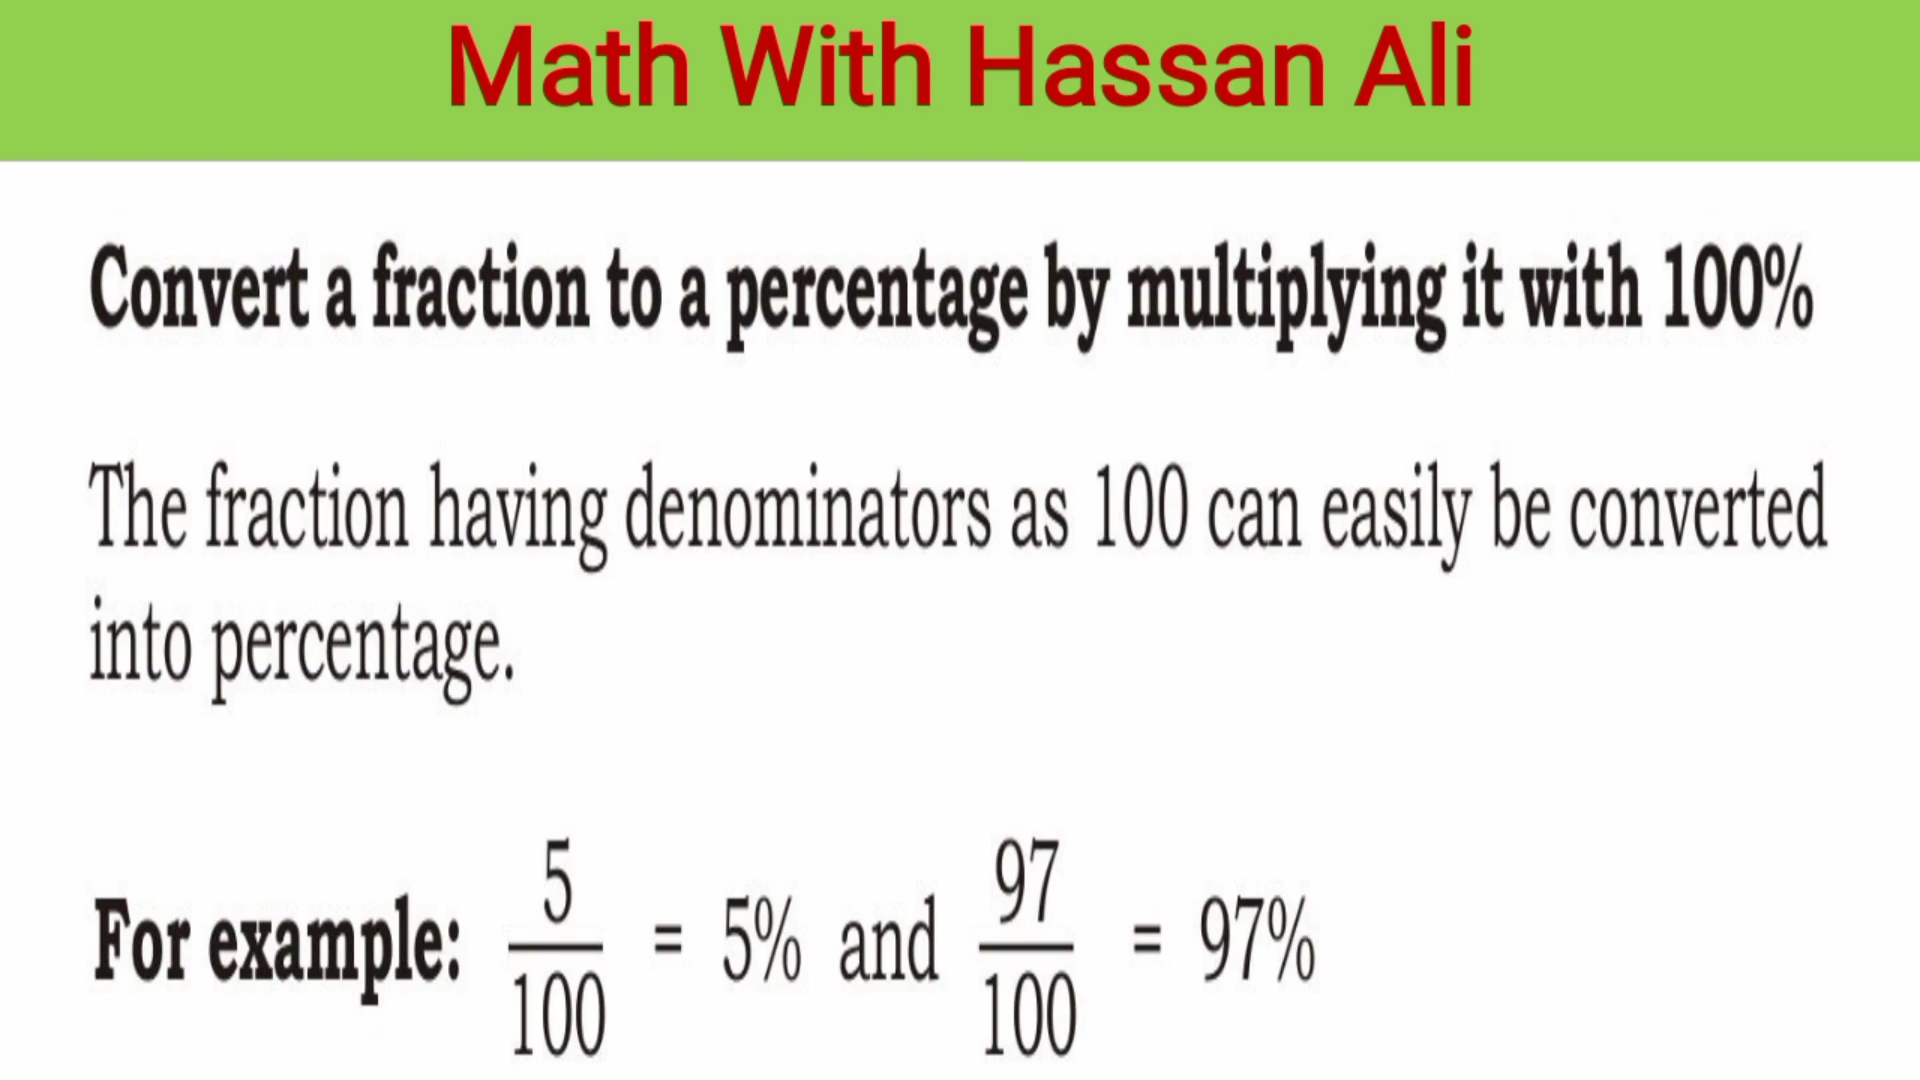 Math With Hassan Ali
Convert a fraction to a percentage by multiplying it with 100%
The fraction having denominators as 100 can easily be converted
into percentage.
For example: 5/100 = 5% and 97/100 = 97%